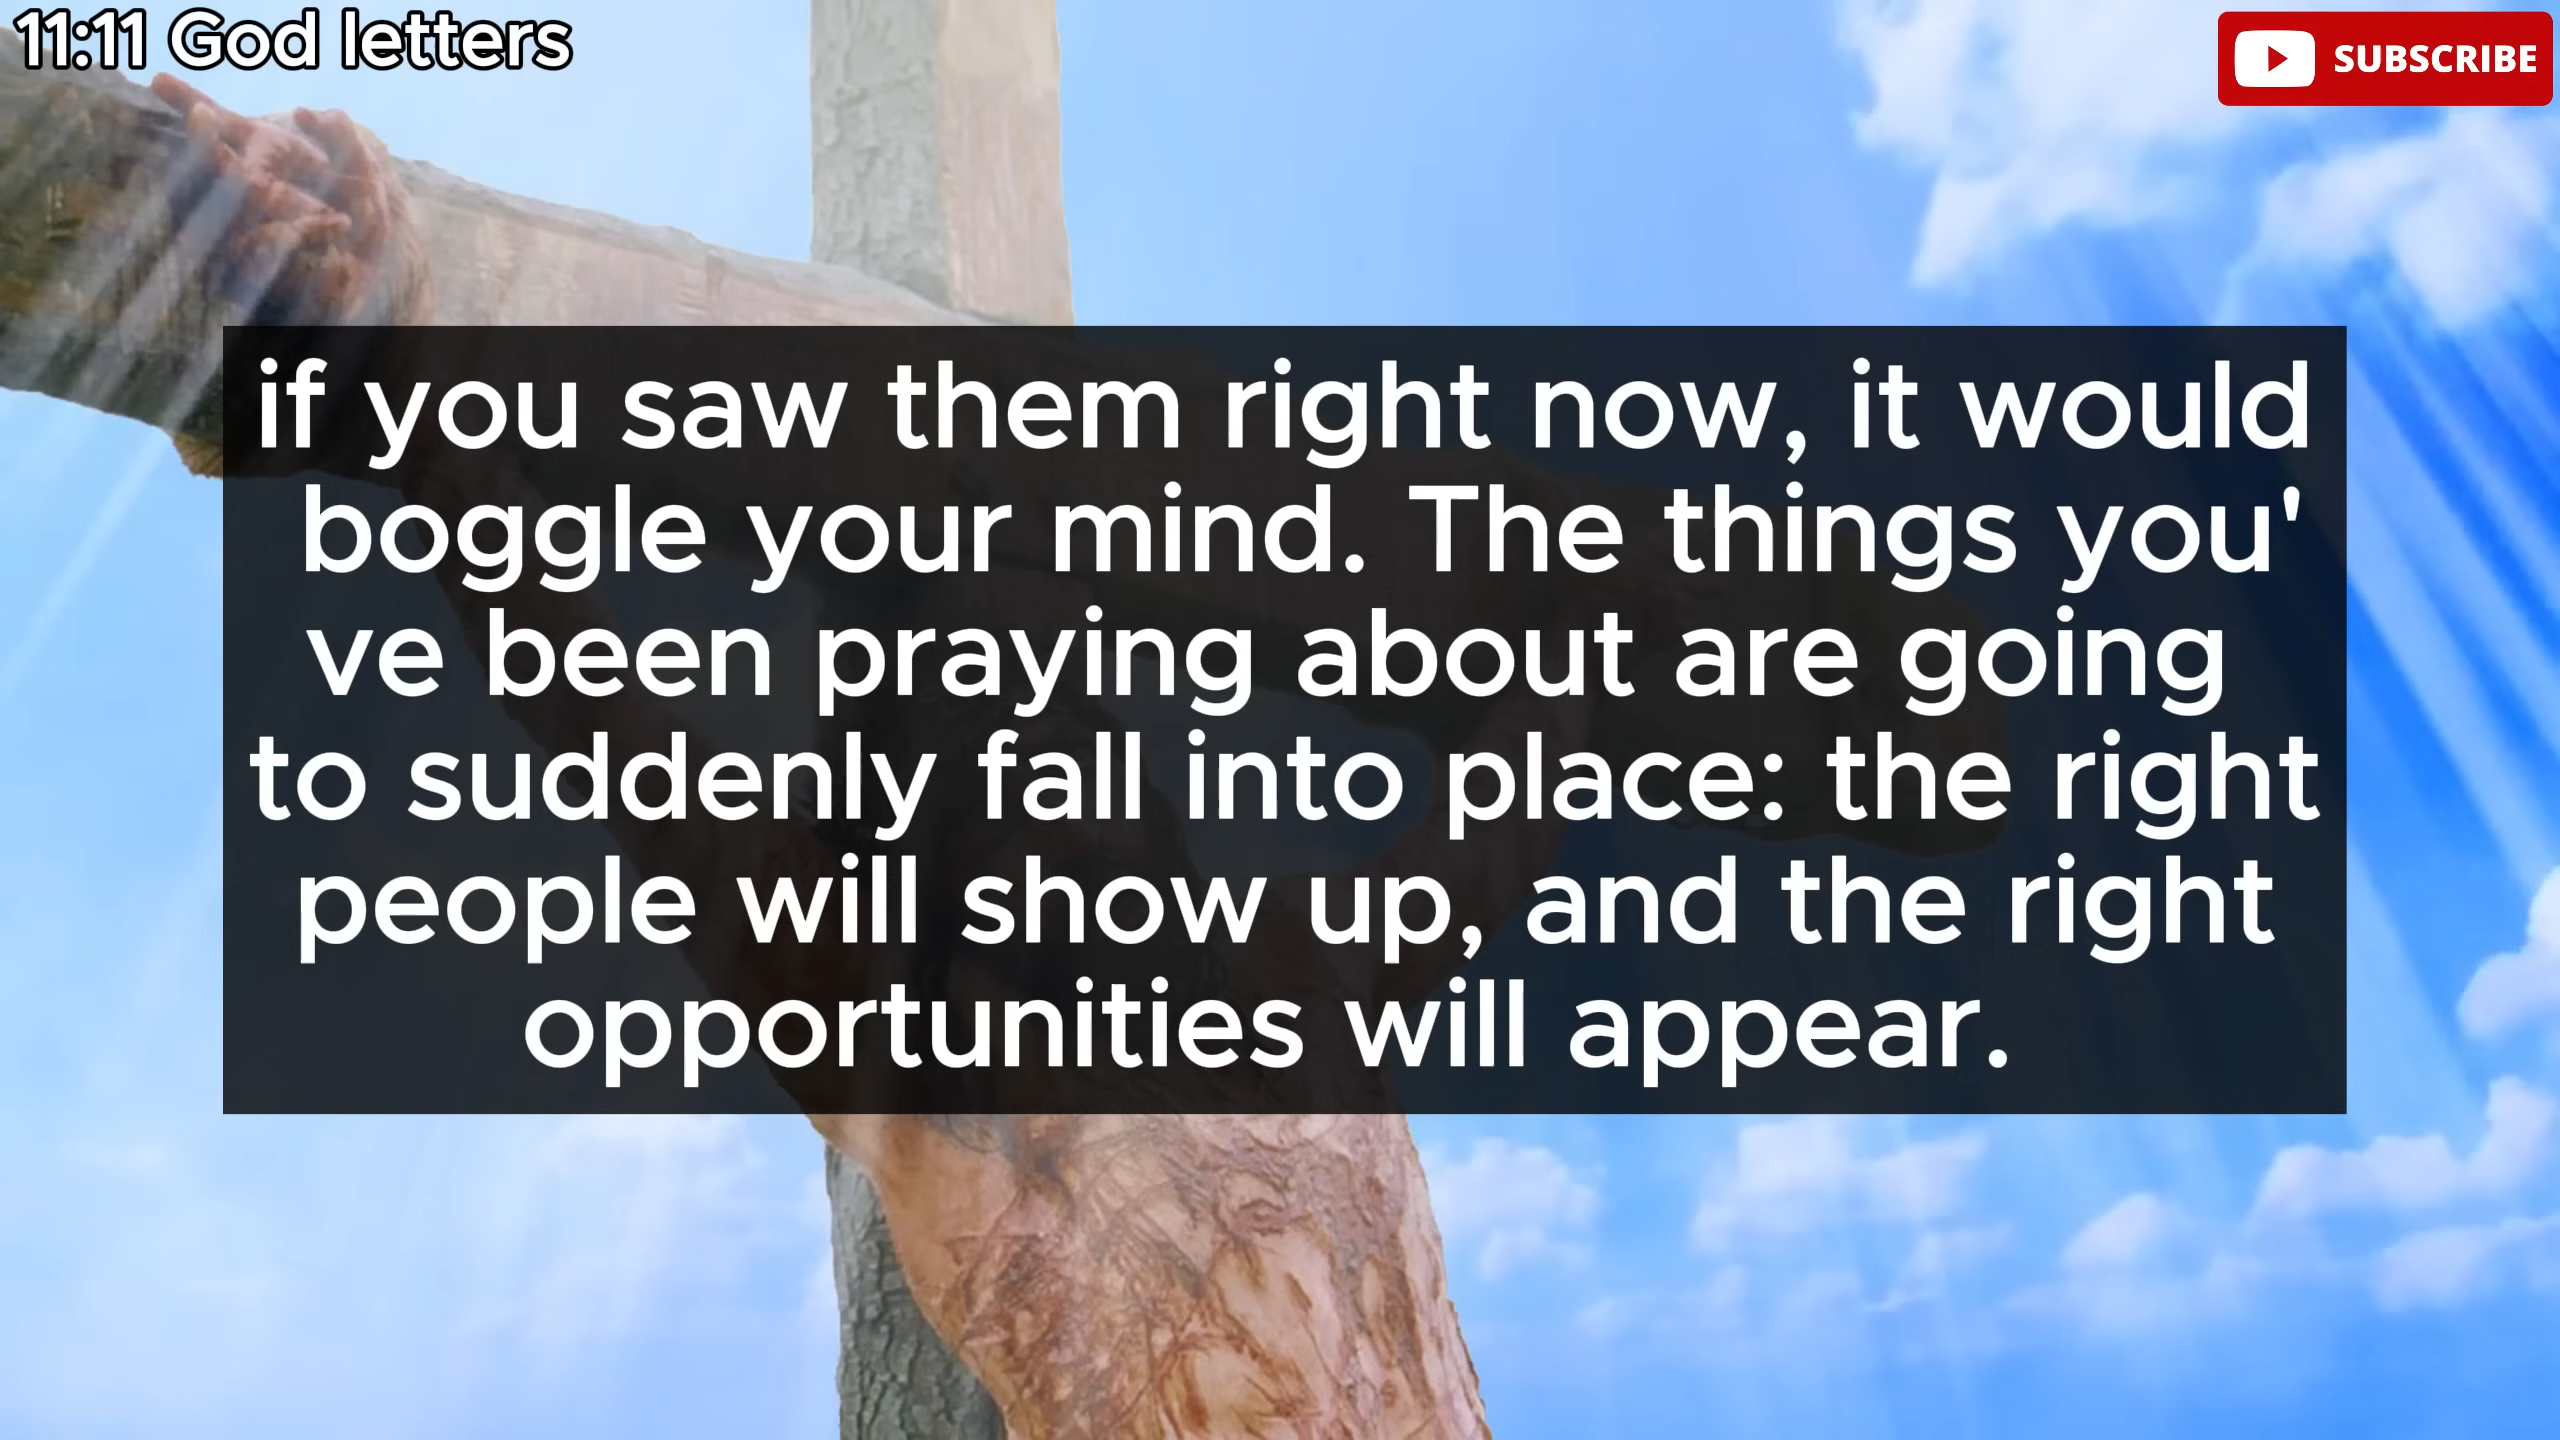 11:11 God letters
SUBSCRIBE
if you saw them right now, it would
boggle your mind. The things you'
ve been praying about are going
to suddenly fall into place: the right
people will show up, and the right
opportunities will appear.